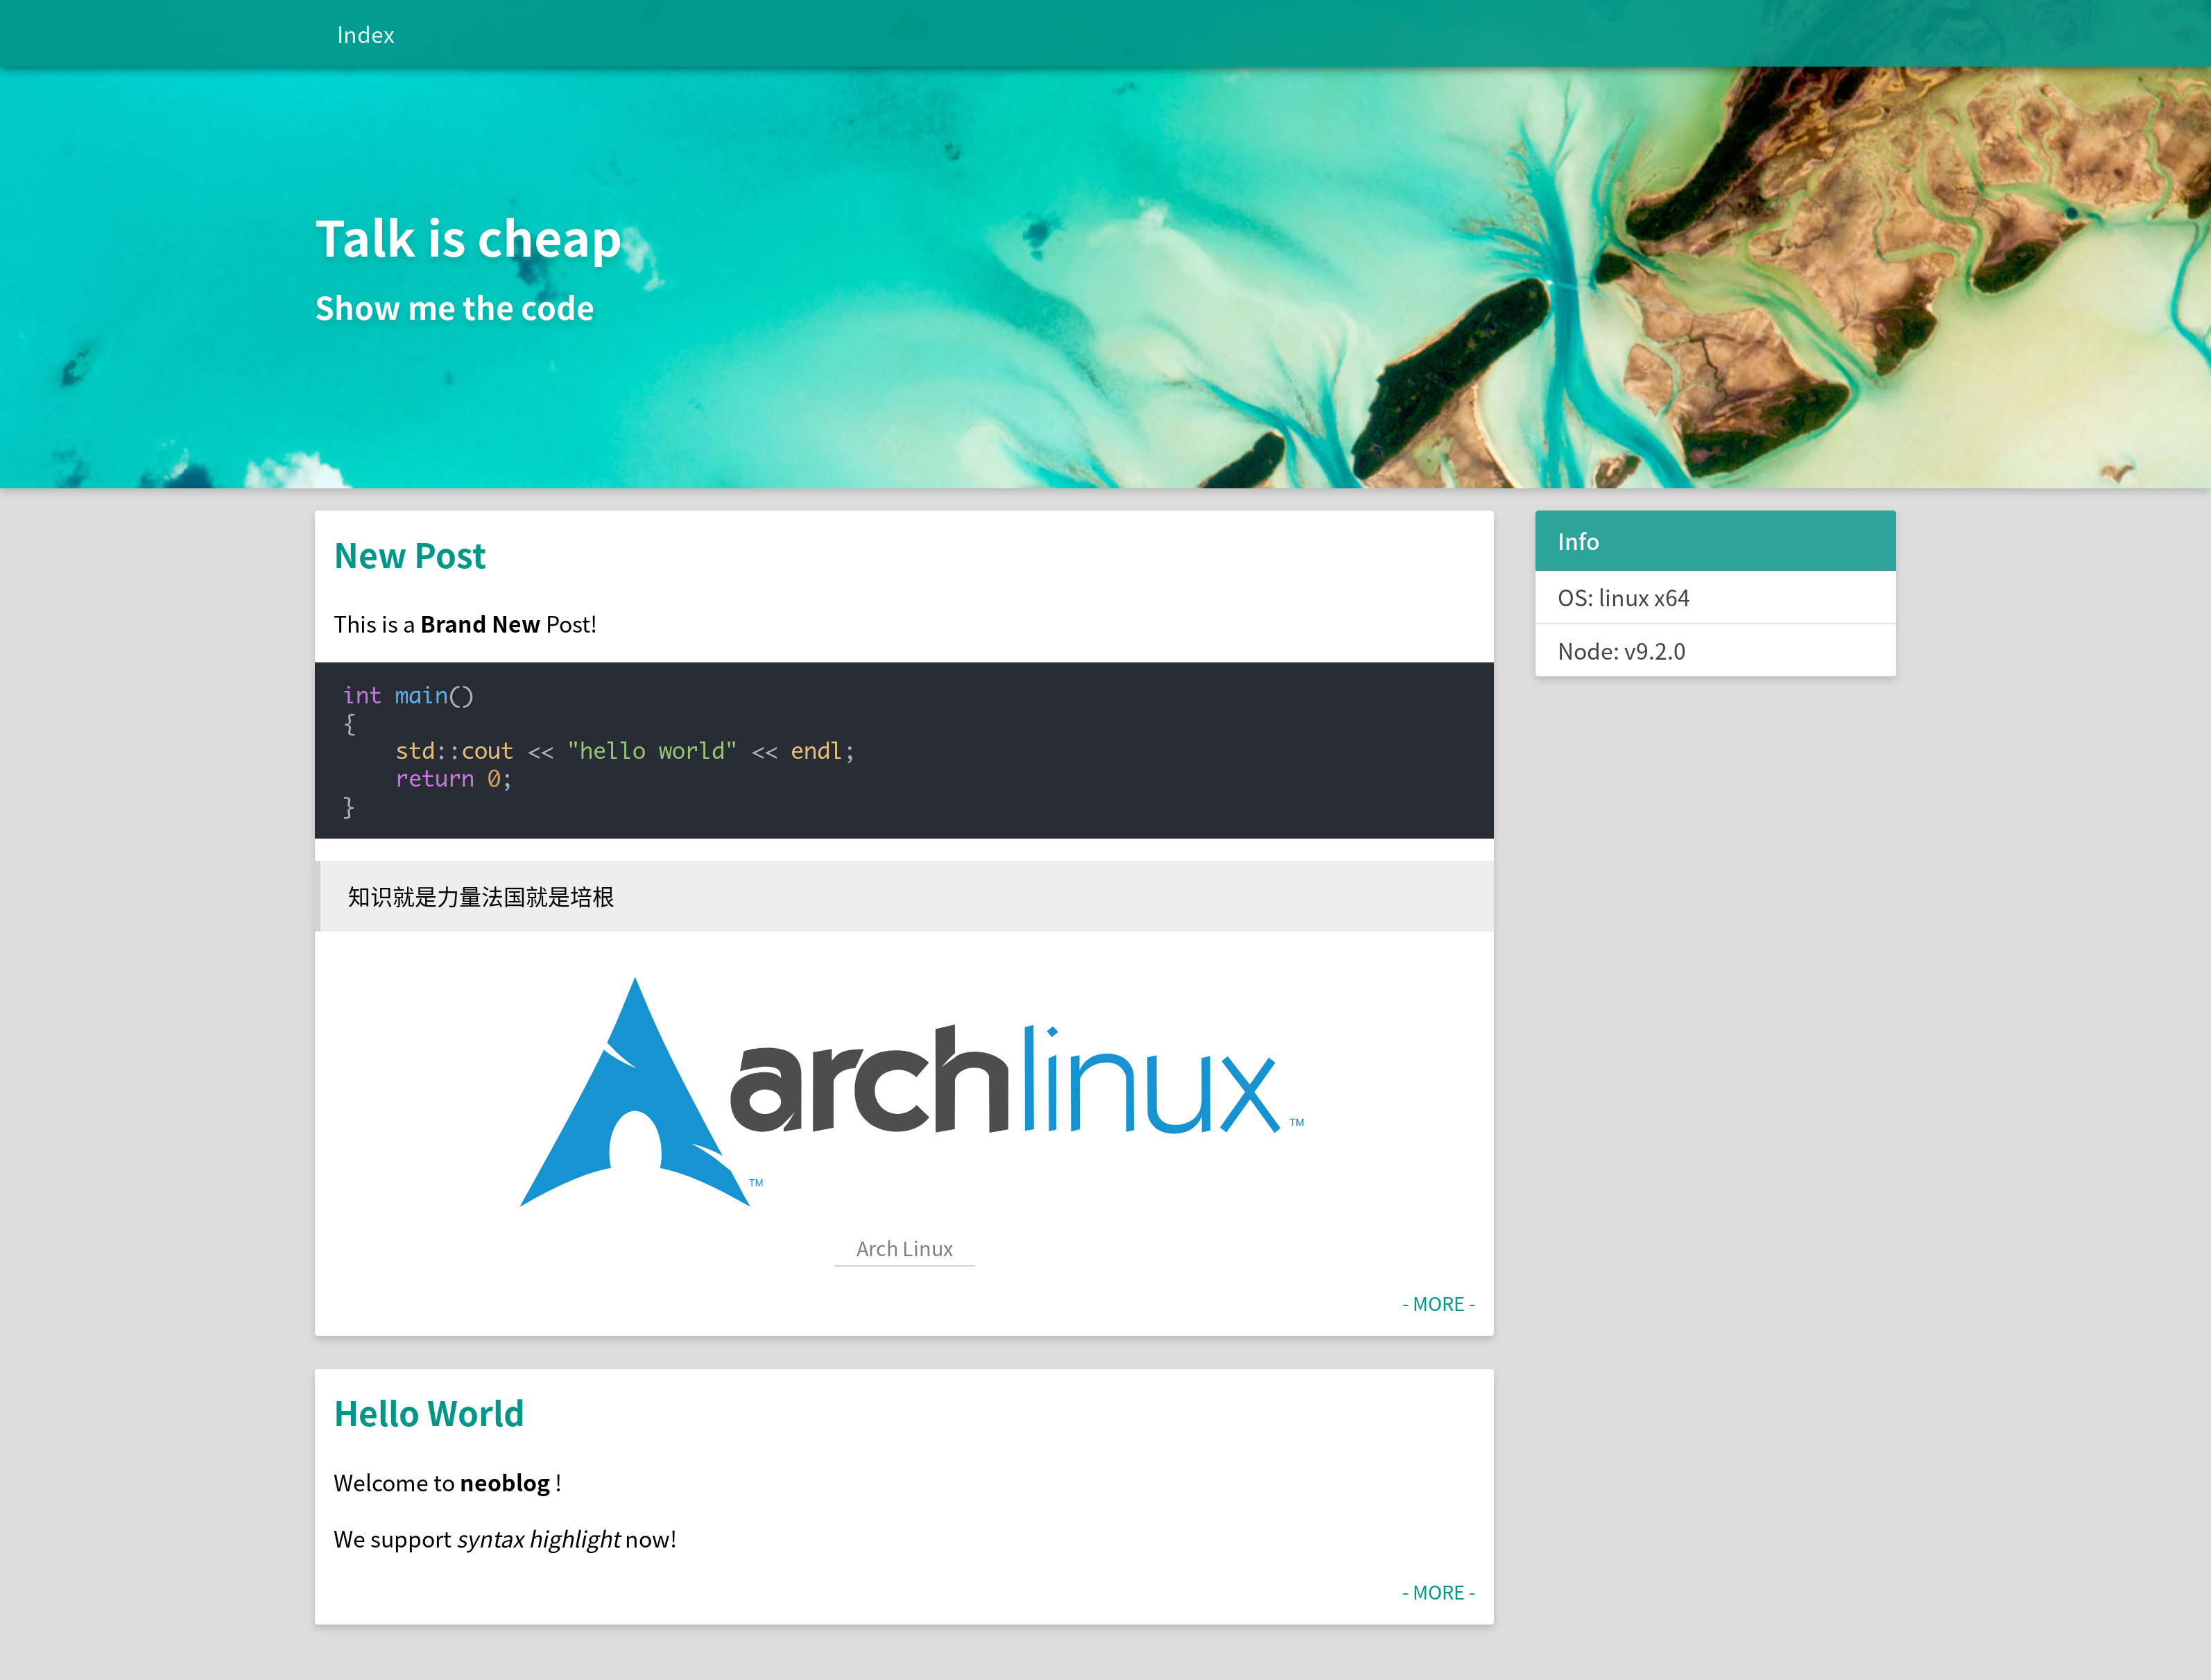 Index
Talk is cheap
Show me the code
New Post
This is a Brand New Post!
int main()
{
    std::cout << "hello world" << endl;
    return 0;
}
知识就是力量法国就是培根
archlinux ™
™
Arch Linux
- MORE -
Hello World
Welcome to neoblog !
We support syntax highlight now!
- MORE -
Info
OS: linux x64
Node: v9.2.0